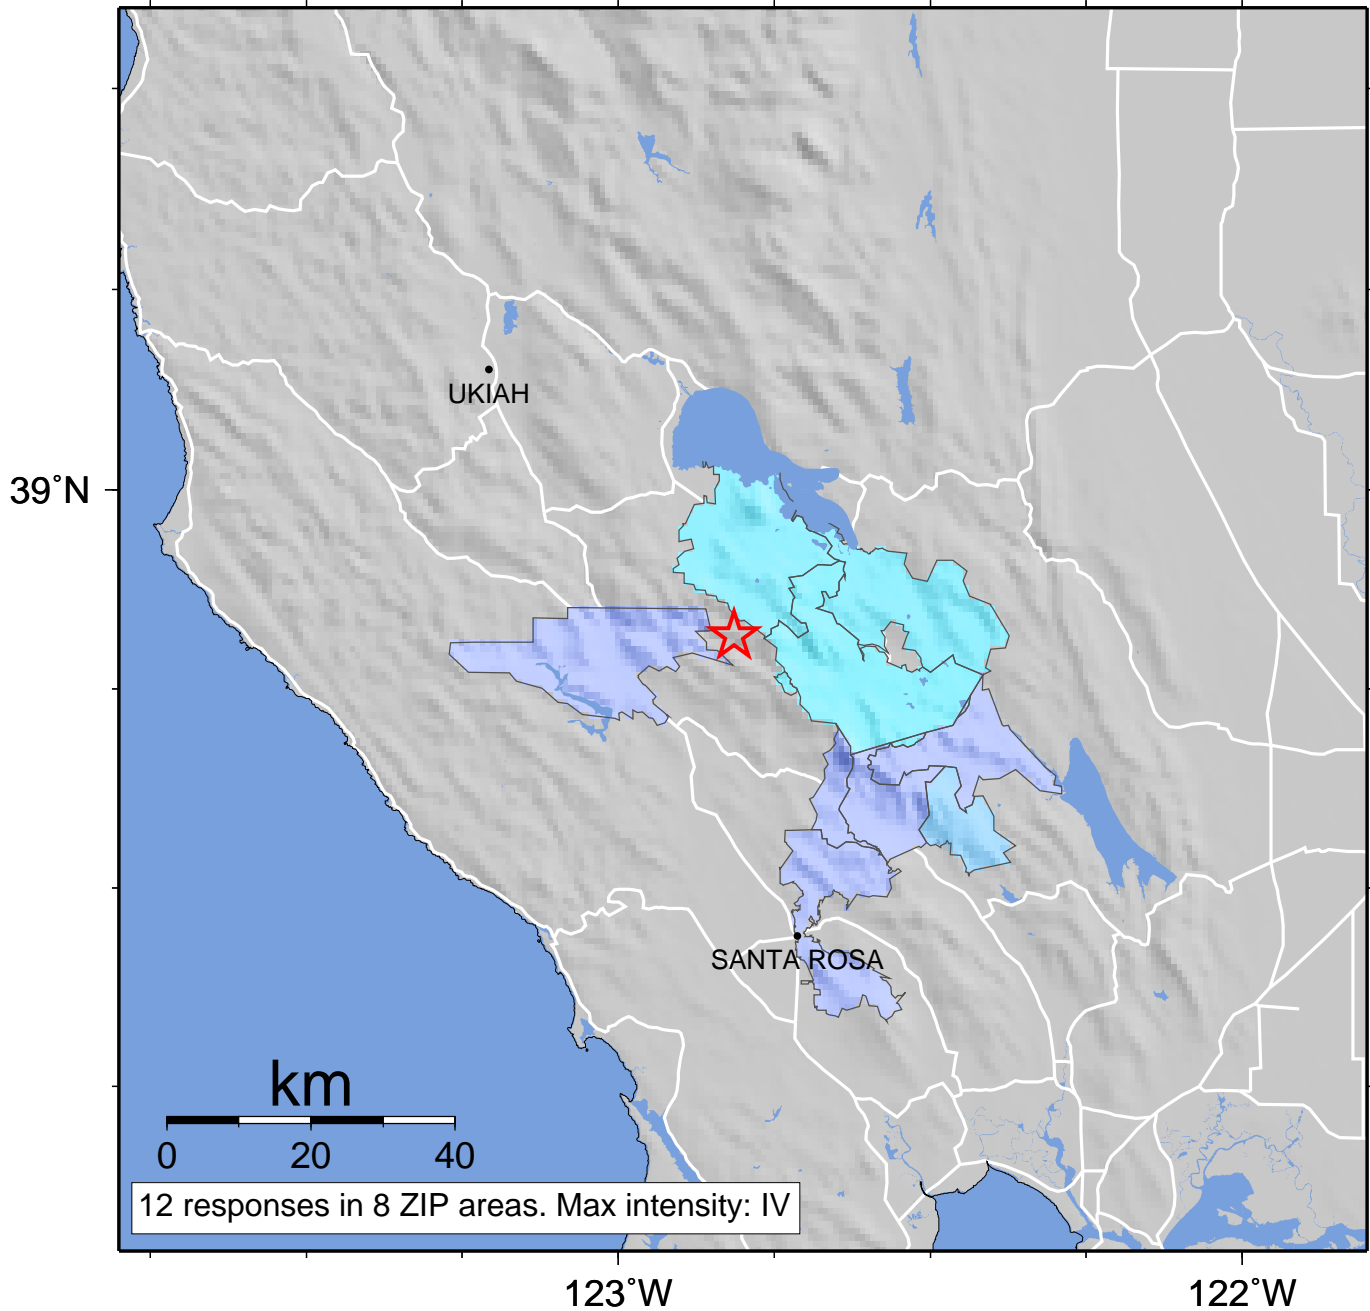 UKIAH
39°N
SANTA ROSA
km
0 20 40
12 responses in 8 ZIP areas. Max intensity: IV
123°W 122°W